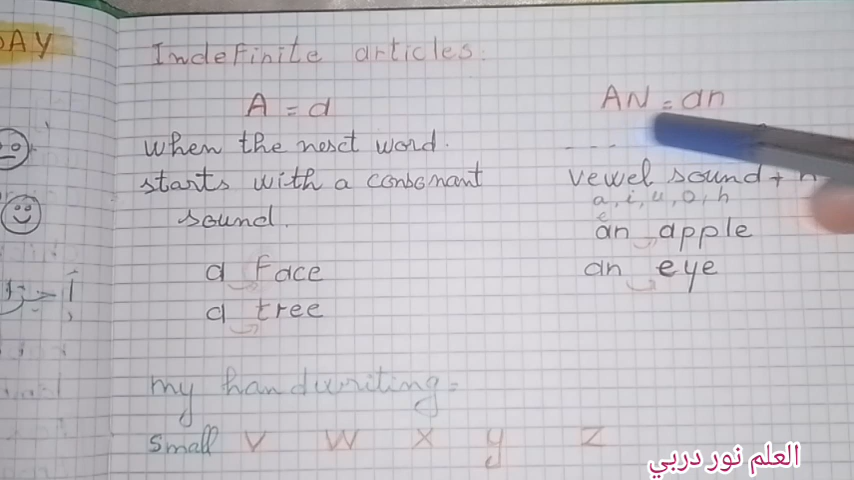 DAY
Indefinite articles:
A = a
AN = an
when the next word.
starts with a consonant
sound.
vewel sound + h
a, i, u, o, h
e
a face
a tree
an apple
an eye
my handwriting =
small v w x y z
العلم نور دربي